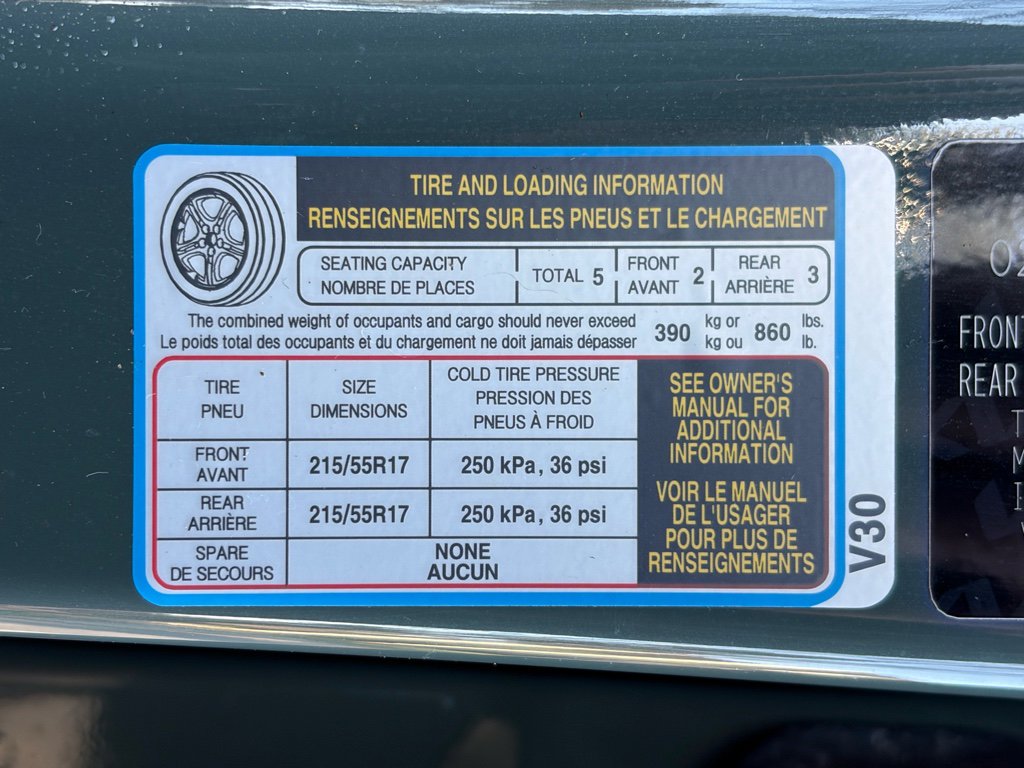 TIRE AND LOADING INFORMATION
RENSEIGNEMENTS SUR LES PNEUS ET LE CHARGEMENT
SEATING CAPACITY
NOMBRE DE PLACES
TOTAL 5
FRONT
AVANT 2
REAR
ARRIÈRE 3
The combined weight of occupants and cargo should never exceed
Le poids total des occupants et du chargement ne doit jamais dépasser
390 kg or
kg ou
860 lbs.
lb.
TIRE
PNEU
SIZE
DIMENSIONS
COLD TIRE PRESSURE
PRESSION DES
PNEUS À FROID
FRONT
AVANT
215/55R17
250 kPa, 36 psi
REAR
ARRIÈRE
215/55R17
250 kPa, 36 psi
SPARE
DE SECOURS
NONE
AUCUN
SEE OWNER'S
MANUAL FOR
ADDITIONAL
INFORMATION
VOIR LE MANUEL
DE L'USAGER
POUR PLUS DE
RENSEIGNEMENTS
V30
FRONT
REAR